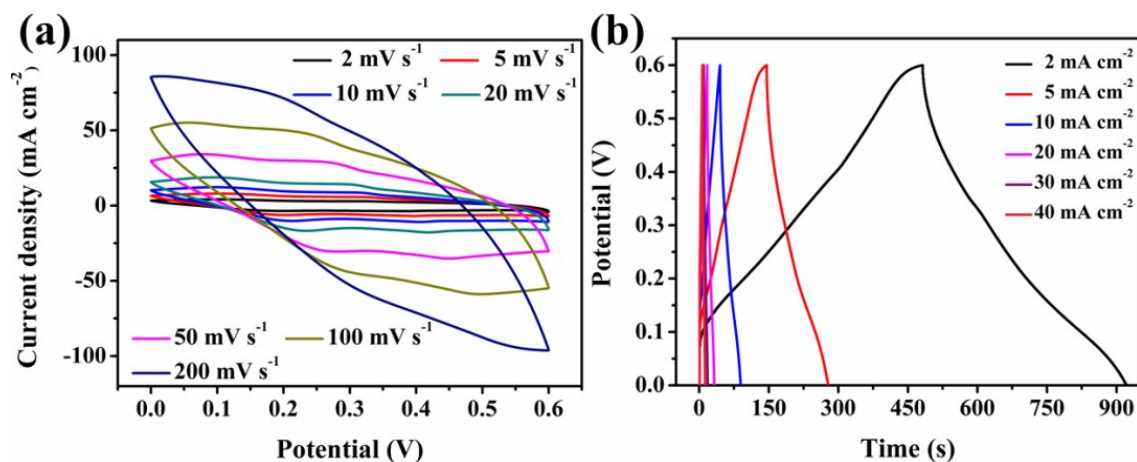 (a)
100
50
0
-50
-100
Current density (mA cm⁻²)
2 mV s⁻¹ 5 mV s⁻¹
10 mV s⁻¹ 20 mV s⁻¹
50 mV s⁻¹ 100 mV s⁻¹
200 mV s⁻¹
0.0 0.1 0.2 0.3 0.4 0.5 0.6
Potential (V)
(b)
0.6
0.5
0.4
0.3
0.2
0.1
0.0
Potential (V)
2 mA cm⁻²
5 mA cm⁻²
10 mA cm⁻²
20 mA cm⁻²
30 mA cm⁻²
40 mA cm⁻²
0 150 300 450 600 750 900
Time (s)